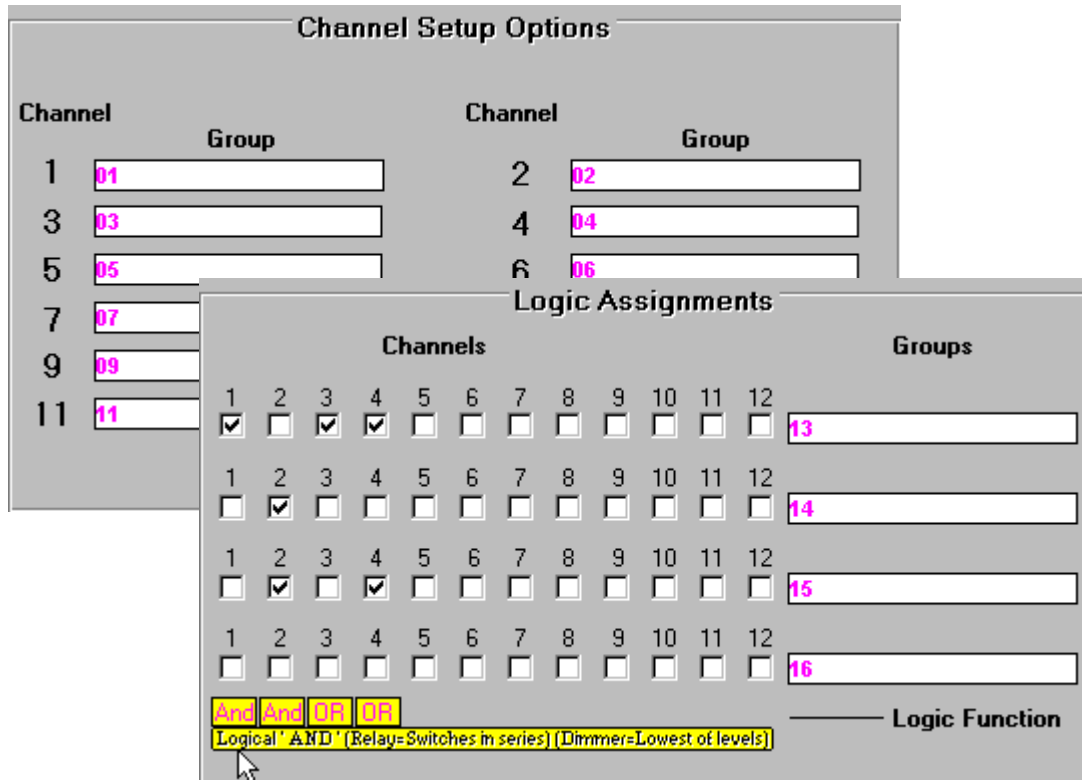 Channel Setup Options
Channel Channel
Group Group
1 01 2 02
3 03 4 04
5 05 6 06
7 07
9 09
11 11
Logic Assignments
Channels Groups
1 2 3 4 5 6 7 8 9 10 11 12
13
1 2 3 4 5 6 7 8 9 10 11 12
14
1 2 3 4 5 6 7 8 9 10 11 12
15
1 2 3 4 5 6 7 8 9 10 11 12
16
And And OR OR Logic Function
Logical ' AND ' (Relay=Switches in series) (Dimmer=Lowest of levels)